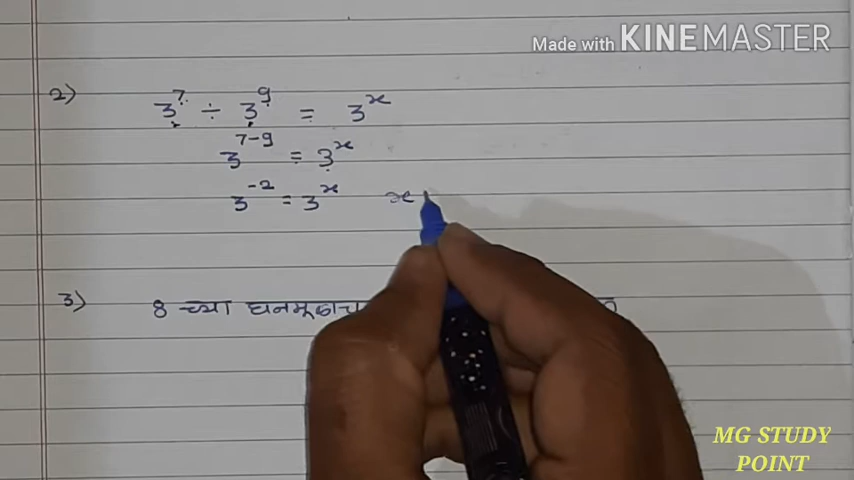 Made with KINEMASTER
2) 3⁷ ÷ 3⁹ = 3ˣ
3⁷⁻⁹ = 3ˣ
3⁻² = 3ˣ x
3) 8 च्या घनमूळाच
MG STUDY
POINT